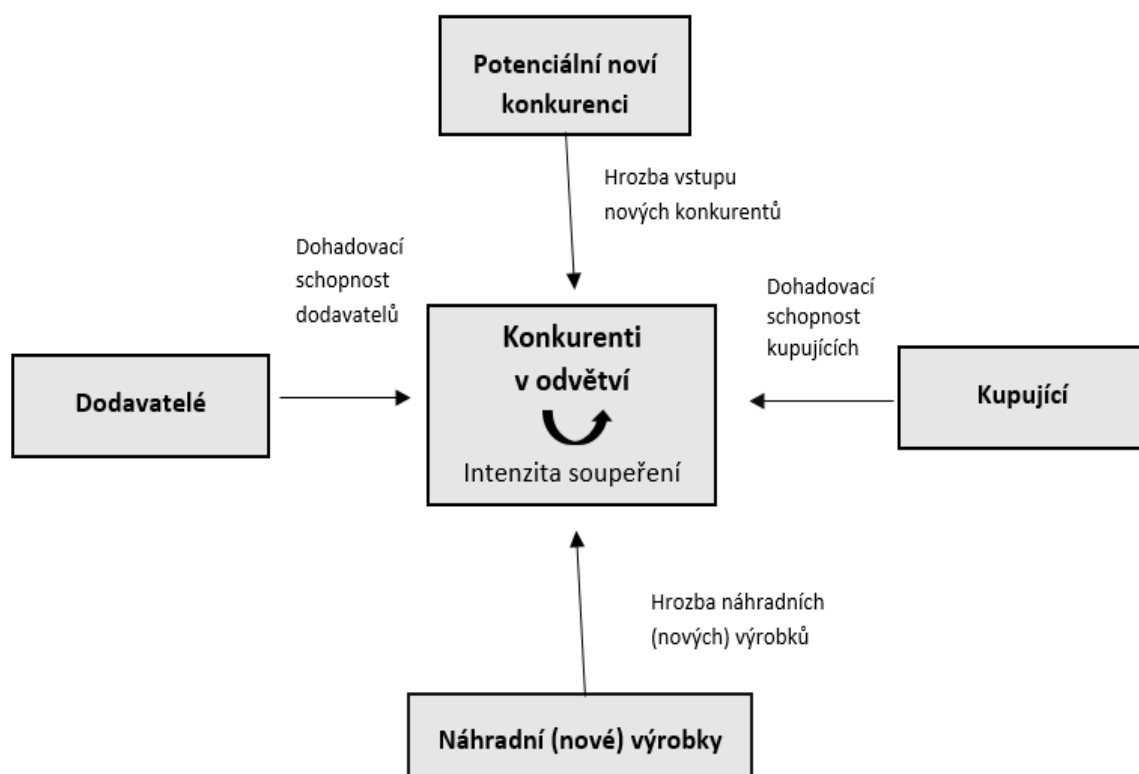 Potenciální noví
konkurenci
Hrozba vstupu
nových konkurentů
Dohadovací
schopnost
dodavatelů
Dohadovací
schopnost
kupujících
Konkurenti
v odvětví
Intenzita soupeření
Dodavatelé
Kupující
Hrozba náhradních
(nových) výrobků
Náhradní (nové) výrobky